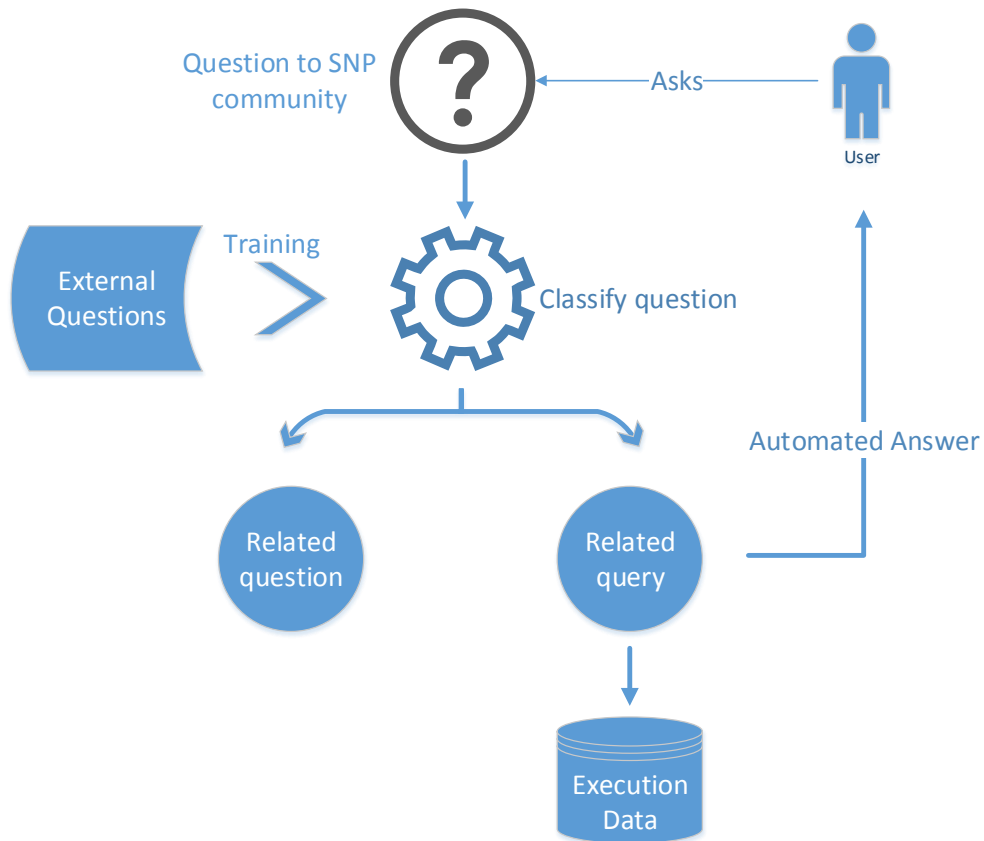 Question to SNP
community
Asks
User
Training
External
Questions
Classify question
Automated Answer
Related
question
Related
query
Execution
Data